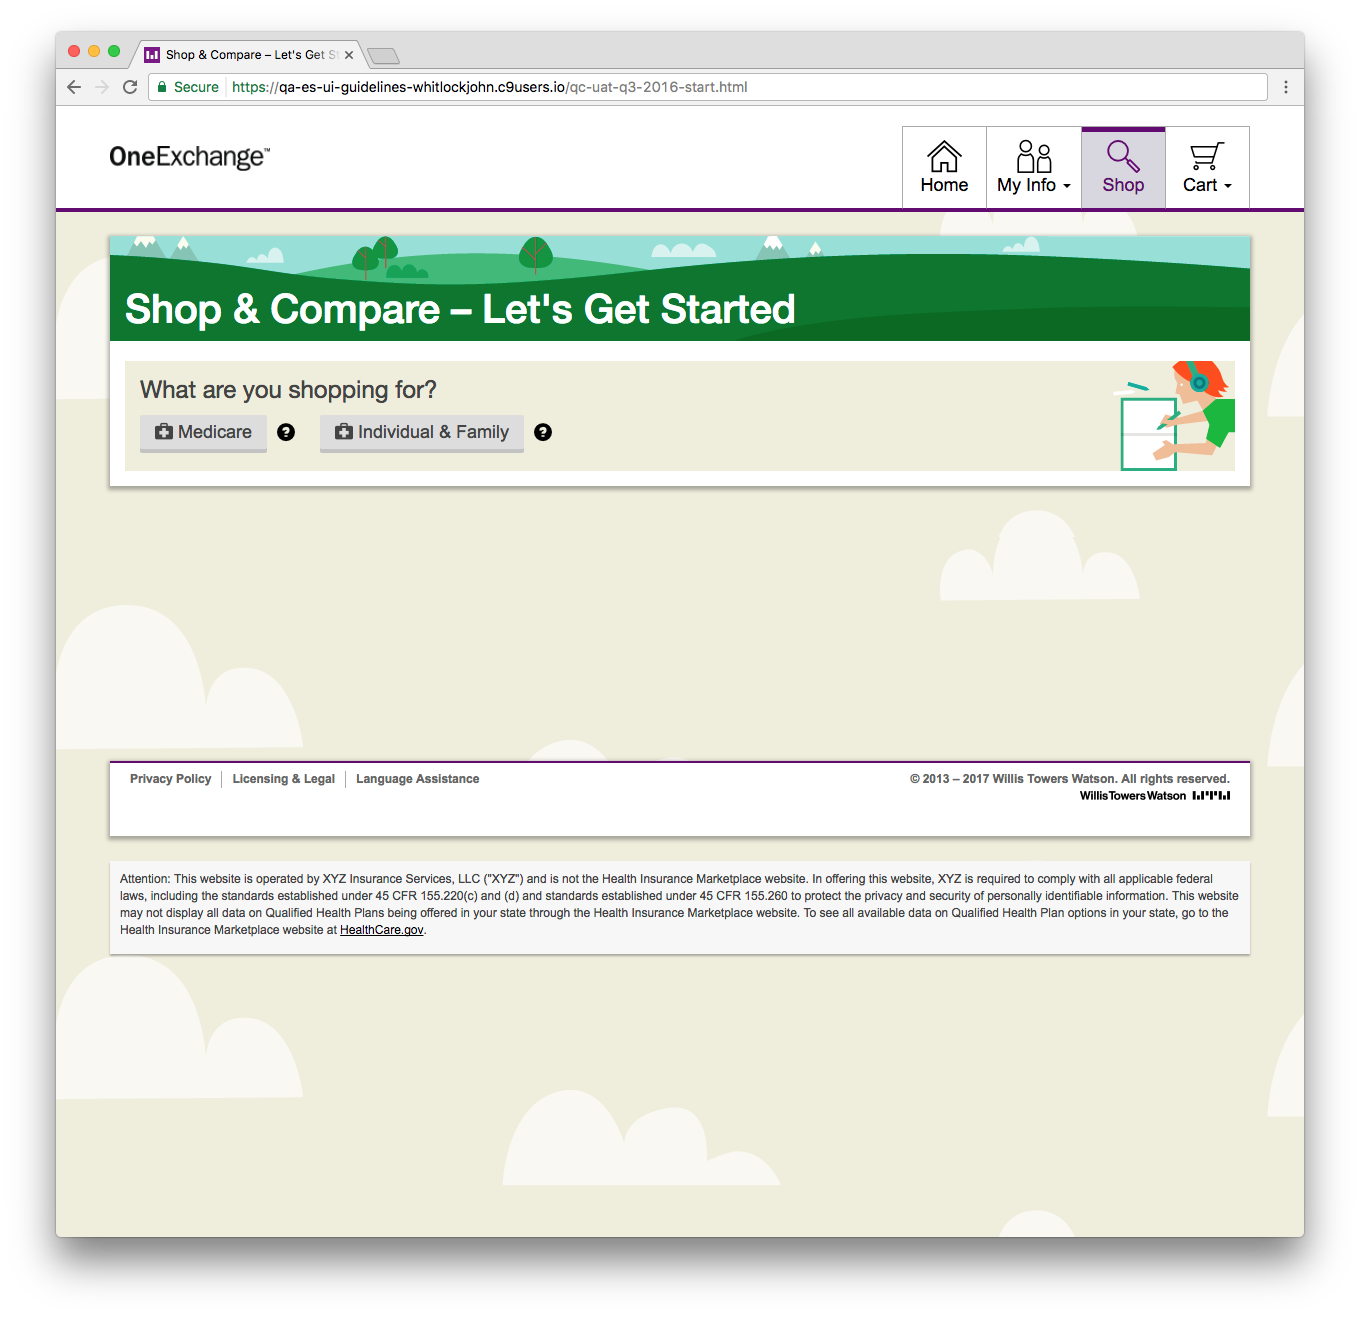 Shop & Compare – Let's Get S
Secure https://qa-es-ui-guidelines-whitlockjohn.c9users.io/qc-uat-q3-2016-start.html
OneExchange™
Home My Info Shop Cart
Shop & Compare – Let's Get Started
What are you shopping for?
Medicare ? Individual & Family ?
Privacy Policy Licensing & Legal Language Assistance © 2013 – 2017 Willis Towers Watson. All rights reserved.
Willis Towers Watson
Attention: This website is operated by XYZ Insurance Services, LLC ("XYZ") and is not the Health Insurance Marketplace website. In offering this website, XYZ is required to comply with all applicable federal
laws, including the standards established under 45 CFR 155.220(c) and (d) and standards established under 45 CFR 155.260 to protect the privacy and security of personally identifiable information. This website
may not display all data on Qualified Health Plans being offered in your state through the Health Insurance Marketplace website. To see all available data on Qualified Health Plan options in your state, go to the
Health Insurance Marketplace website at HealthCare.gov.